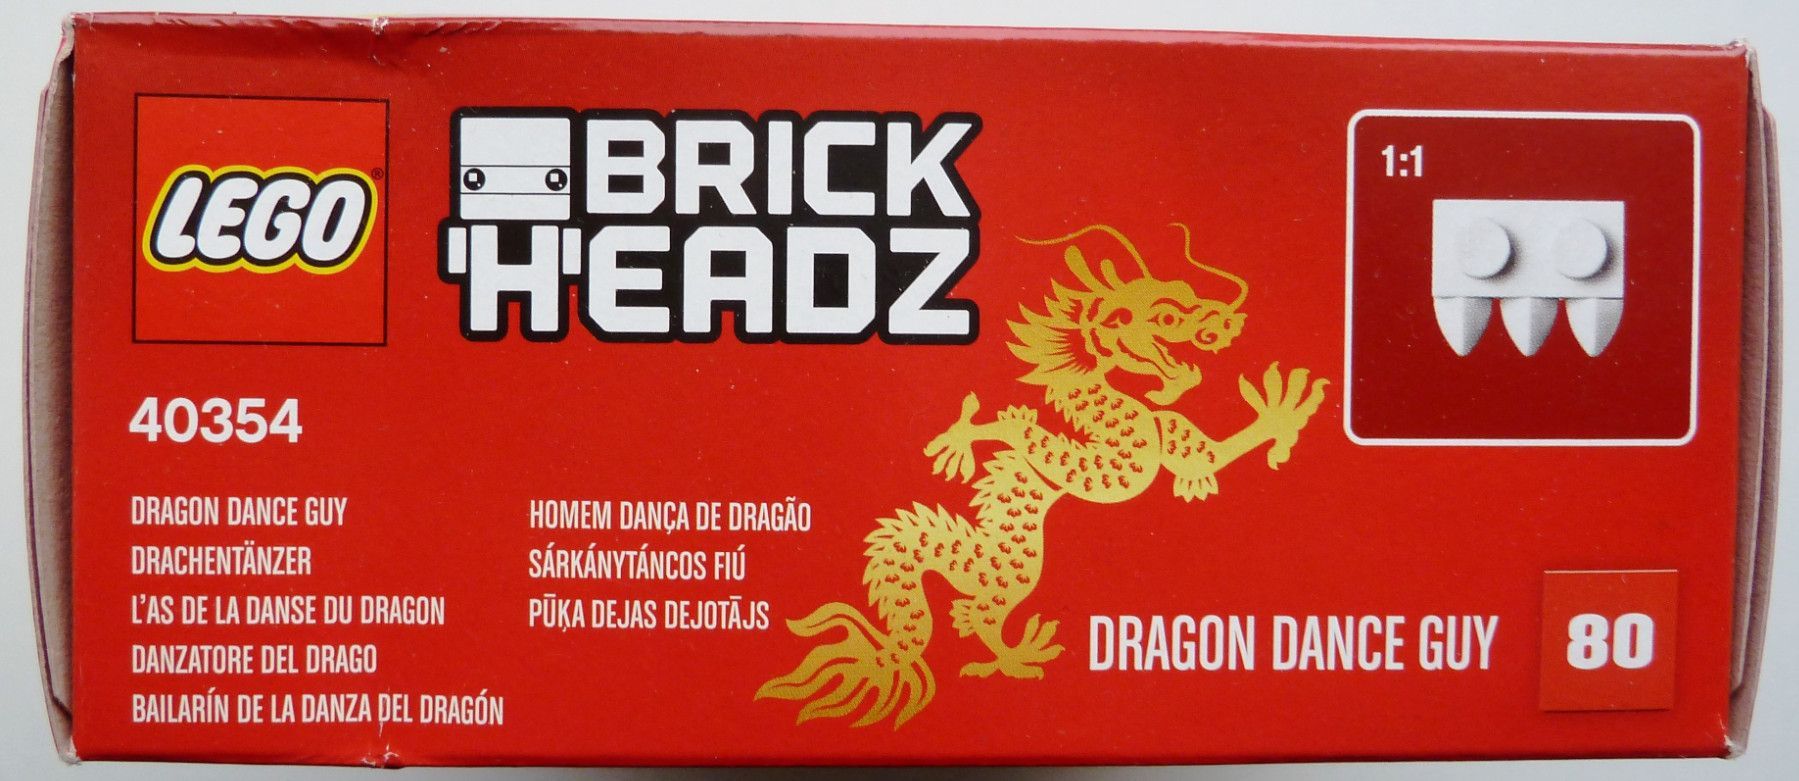 LEGO®
BRICK
HEADZ
1:1
40354
DRAGON DANCE GUY
DRACHENTÄNZER
L'AS DE LA DANSE DU DRAGON
DANZATORE DEL DRAGO
BAILARÍN DE LA DANZA DEL DRAGÓN
HOMEM DANÇA DE DRAGÃO
SÁRKÁNYTÁNCOS FIÚ
PŪĶA DEJAS DEJOTĀJS
DRAGON DANCE GUY
80